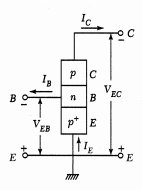 I_C
C
−
p C
I_B
B n B
−
V_EC
V_EB
p+ E
+ I_E +
E E